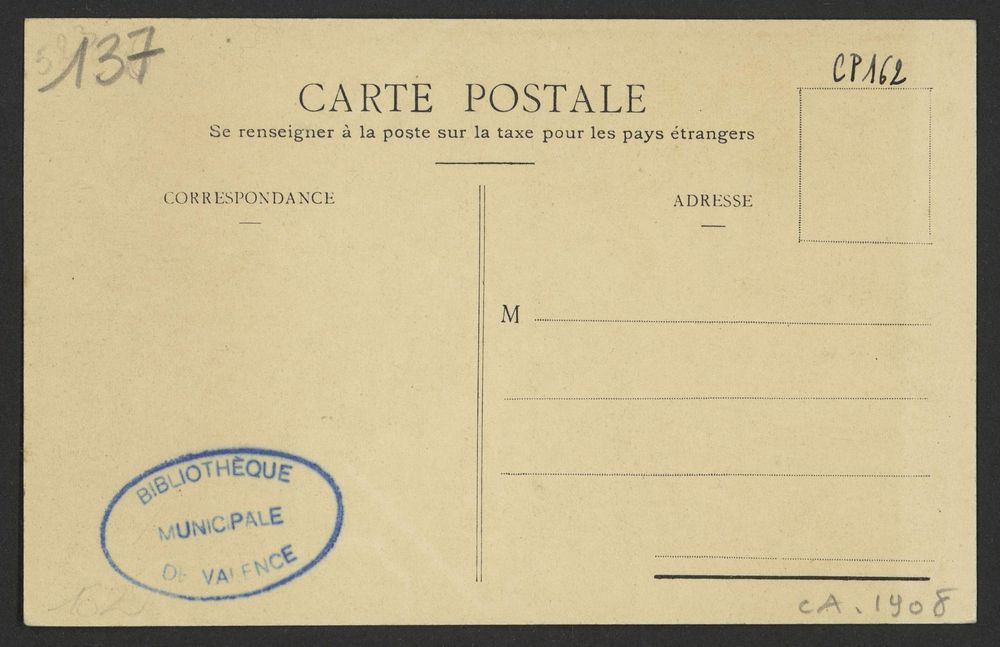 137
CP162
CARTE POSTALE
Se renseigner à la poste sur la taxe pour les pays étrangers
CORRESPONDANCE
ADRESSE
M
BIBLIOTHÈQUE
MUNICIPALE
DE VALENCE
162
CA. 1908